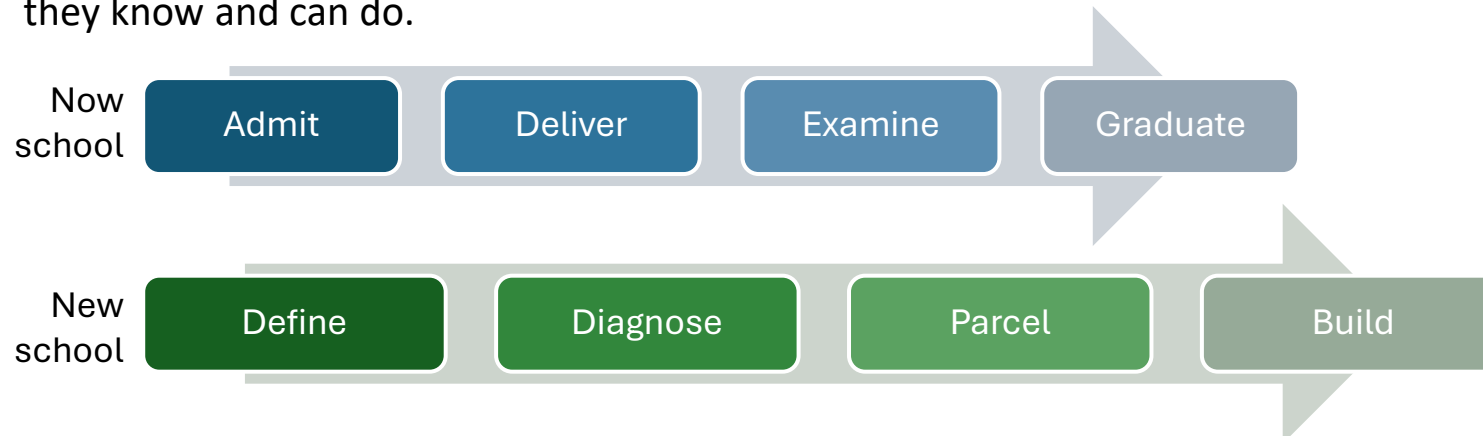 they know and can do.
Now
school
Admit
Deliver
Examine
Graduate
New
school
Define
Diagnose
Parcel
Build